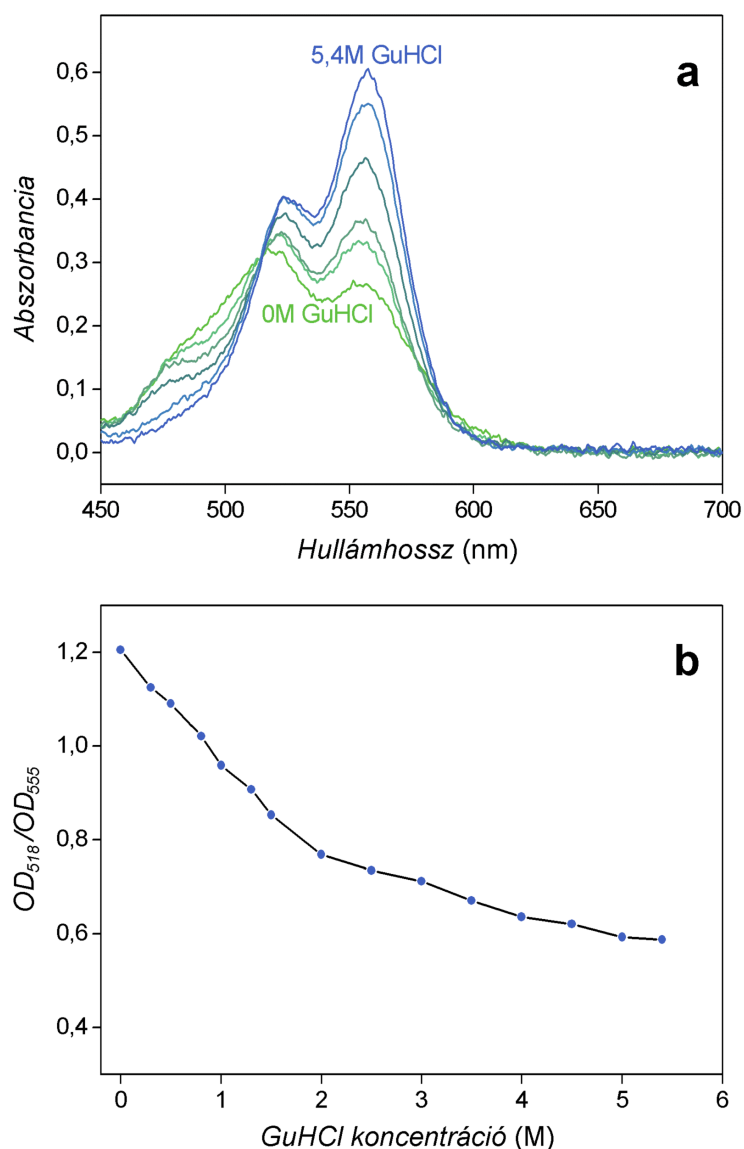 a
5,4M GuHCl
0M GuHCl
Abszorbancia
0,6
0,5
0,4
0,3
0,2
0,1
0,0
450 500 550 600 650 700
Hullámhossz (nm)
b
OD518/OD555
1,2
1,0
0,8
0,6
0,4
0 1 2 3 4 5 6
GuHCl koncentráció (M)